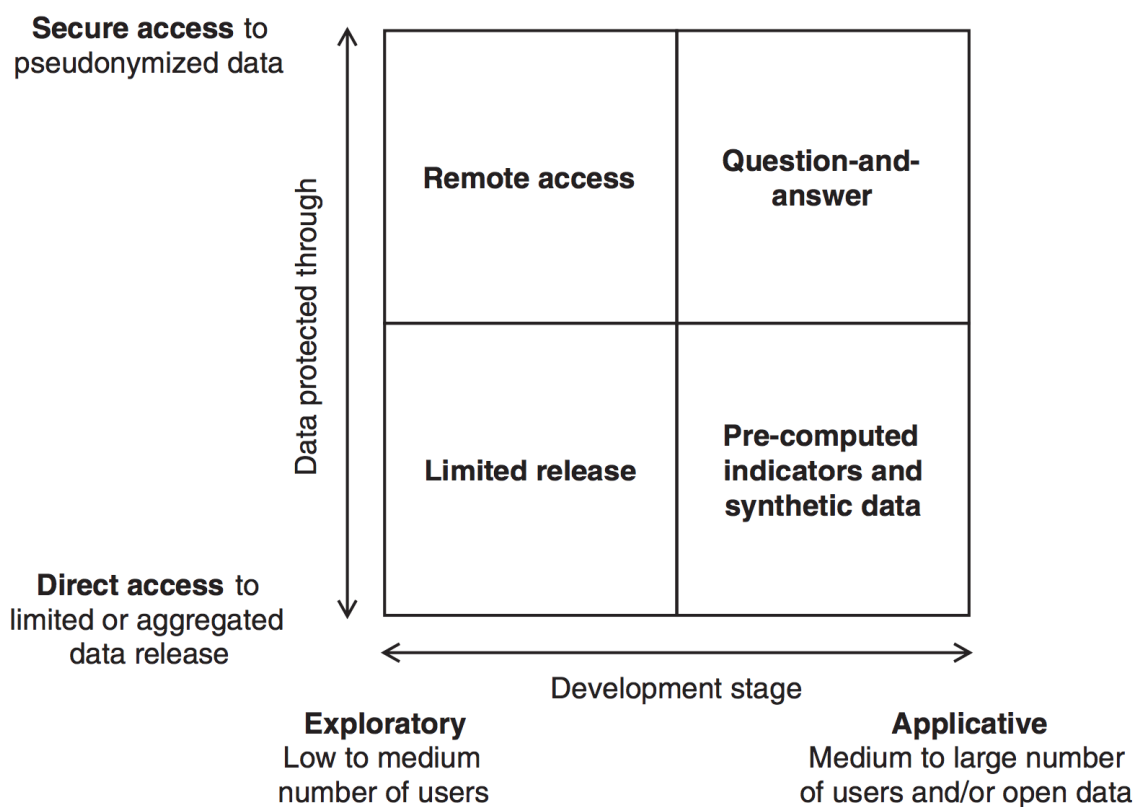 Secure access to
pseudonymized data
Data protected through
Remote access
Question-and-
answer
Limited release
Pre-computed
indicators and
synthetic data
Direct access to
limited or aggregated
data release
Development stage
Exploratory
Low to medium
number of users
Applicative
Medium to large number
of users and/or open data